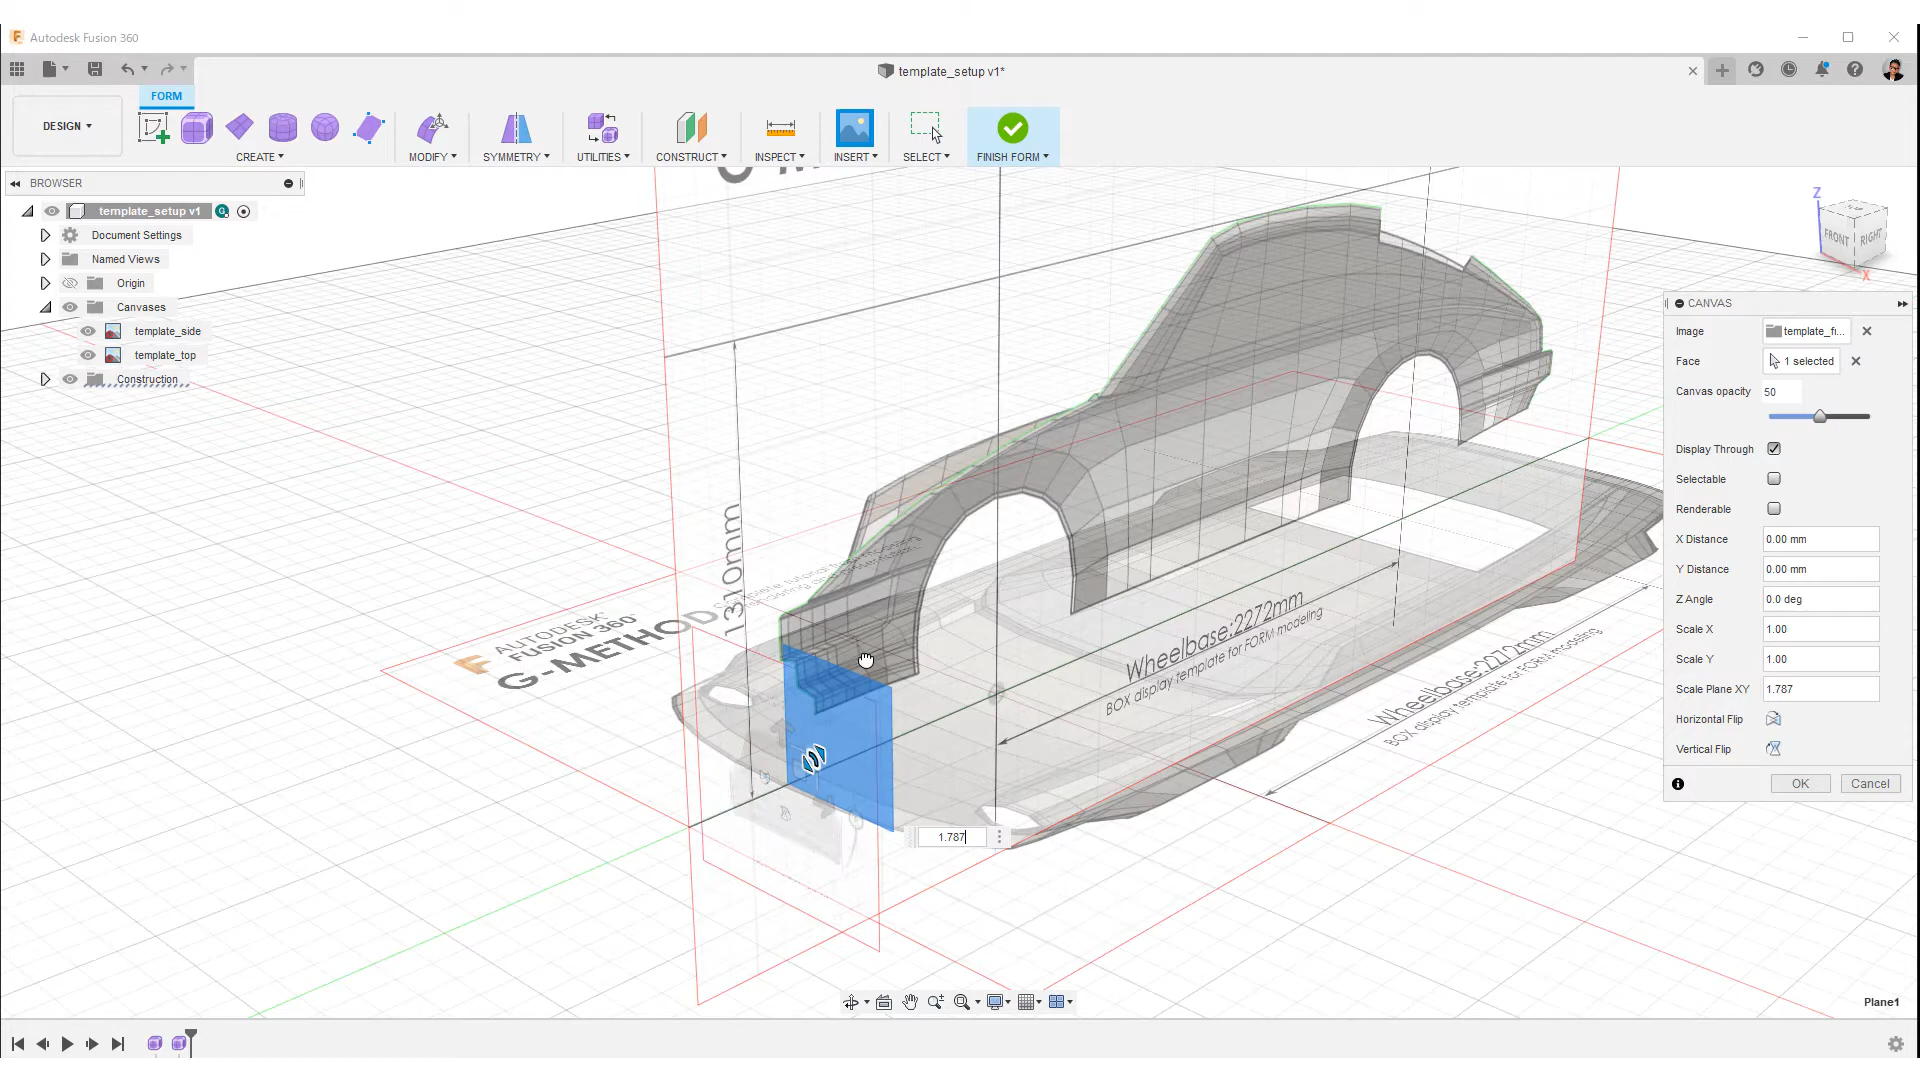 Autodesk Fusion 360
template_setup v1*
FORM
DESIGN
CREATE
MODIFY
SYMMETRY
UTILITIES
CONSTRUCT
INSPECT
INSERT
SELECT
FINISH FORM
BROWSER
template_setup v1
Document Settings
Named Views
Origin
Canvases
template_side
template_top
Construction
Z
FRONT
RIGHT
X
CANVAS
Image
template_fi...
Face
1 selected
Canvas opacity
50
Display Through
Selectable
Renderable
X Distance
0.00 mm
Y Distance
0.00 mm
Z Angle
0.0 deg
Scale X
1.00
Scale Y
1.00
Scale Plane XY
1.787
Horizontal Flip
Vertical Flip
OK
Cancel
1310mm
AUTODESK
FUSION 360
G-METHOD
Wheelbase:2272mm
BOX display template for FORM modeling
Wheelbase:2272mm
BOX display template for FORM modeling
1.787
Plane1